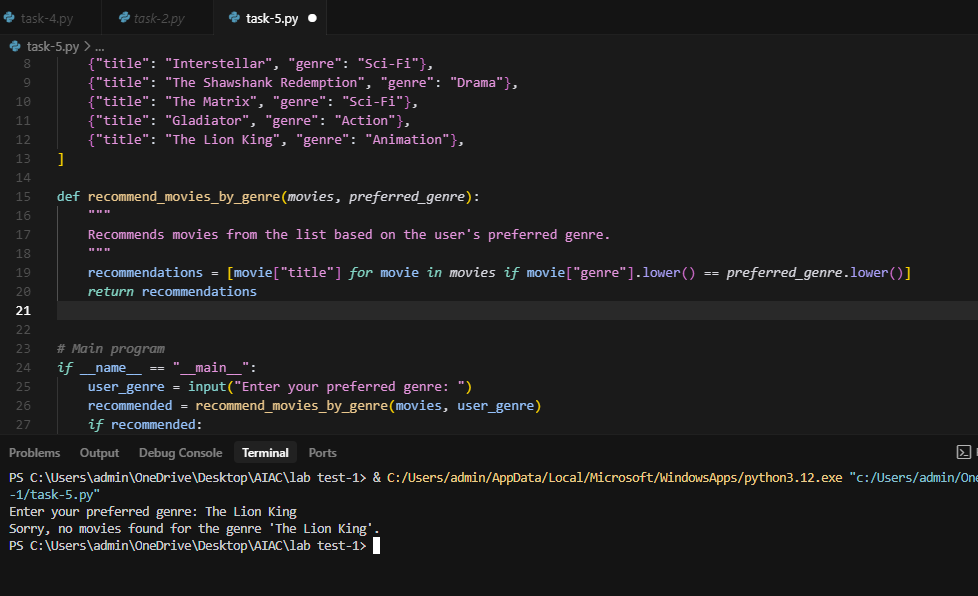 task-4.py task-2.py task-5.py
task-5.py > ...
8 {"title": "Interstellar", "genre": "Sci-Fi"},
9 {"title": "The Shawshank Redemption", "genre": "Drama"},
10 {"title": "The Matrix", "genre": "Sci-Fi"},
11 {"title": "Gladiator", "genre": "Action"},
12 {"title": "The Lion King", "genre": "Animation"},
13 ]
14
15 def recommend_movies_by_genre(movies, preferred_genre):
16 """
17 Recommends movies from the list based on the user's preferred genre.
18 """
19 recommendations = [movie["title"] for movie in movies if movie["genre"].lower() == preferred_genre.lower()]
20 return recommendations
21
22
23 # Main program
24 if __name__ == "__main__":
25 user_genre = input("Enter your preferred genre: ")
26 recommended = recommend_movies_by_genre(movies, user_genre)
27 if recommended:
Problems Output Debug Console Terminal Ports
PS C:\Users\admin\OneDrive\Desktop\AIAC\lab test-1> & C:/Users/admin/AppData/Local/Microsoft/WindowsApps/python3.12.exe "c:/Users/admin/One
-1/task-5.py"
Enter your preferred genre: The Lion King
Sorry, no movies found for the genre 'The Lion King'.
PS C:\Users\admin\OneDrive\Desktop\AIAC\lab test-1>